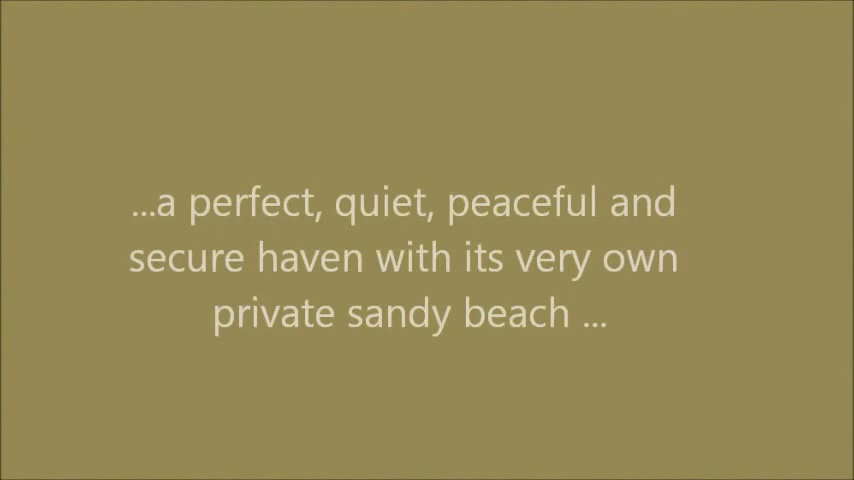 ...a perfect, quiet, peaceful and
secure haven with its very own
private sandy beach ...